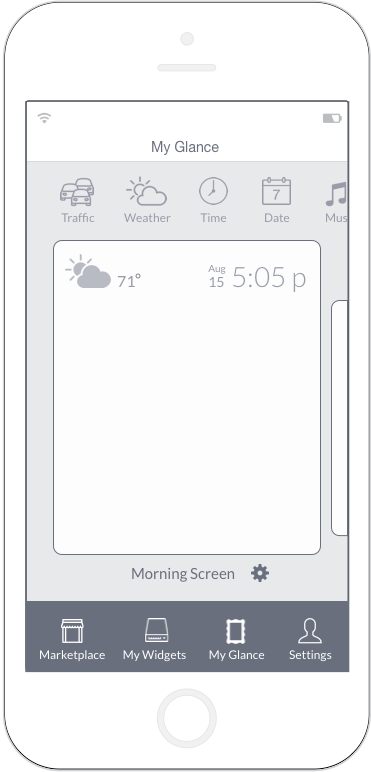 My Glance
Traffic Weather Time Date Mus
7
71° Aug 15 5:05 p
Morning Screen
Marketplace My Widgets My Glance Settings